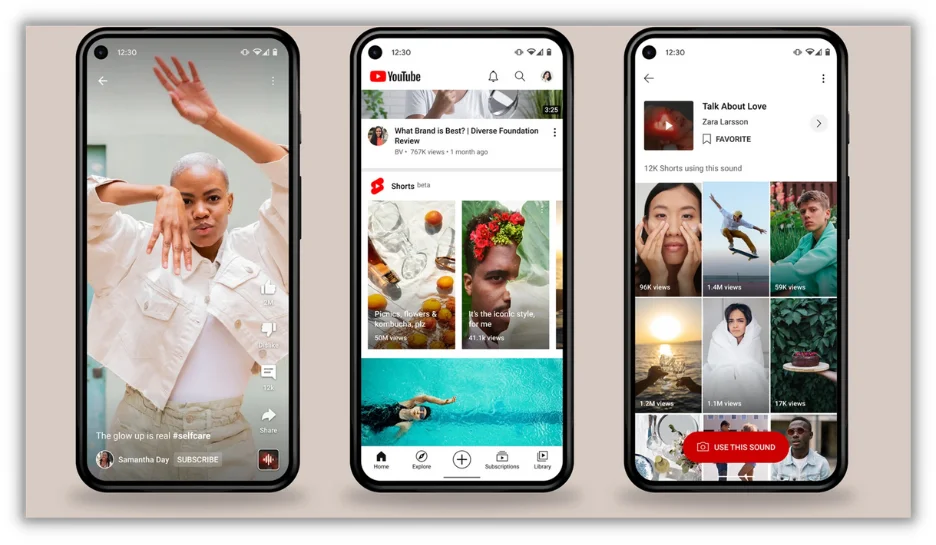 12:30
2M
Dislike
12k
Share
The glow up is real #selfcare
Samantha Day SUBSCRIBE
12:30
YouTube
3:25
What Brand is Best? | Diverse Foundation
Review
BV • 767K views • 1 month ago
Shorts beta
Picnics, flowers &
kombucha, plz
50M views
It's the iconic style,
for me
41.1k views
Home
Explore
Subscriptions
Library
12:30
Talk About Love
Zara Larsson
FAVORITE
12K Shorts using this sound
96K views
1.4M views
59K views
1.2M views
1.1M views
17K views
USE THIS SOUND